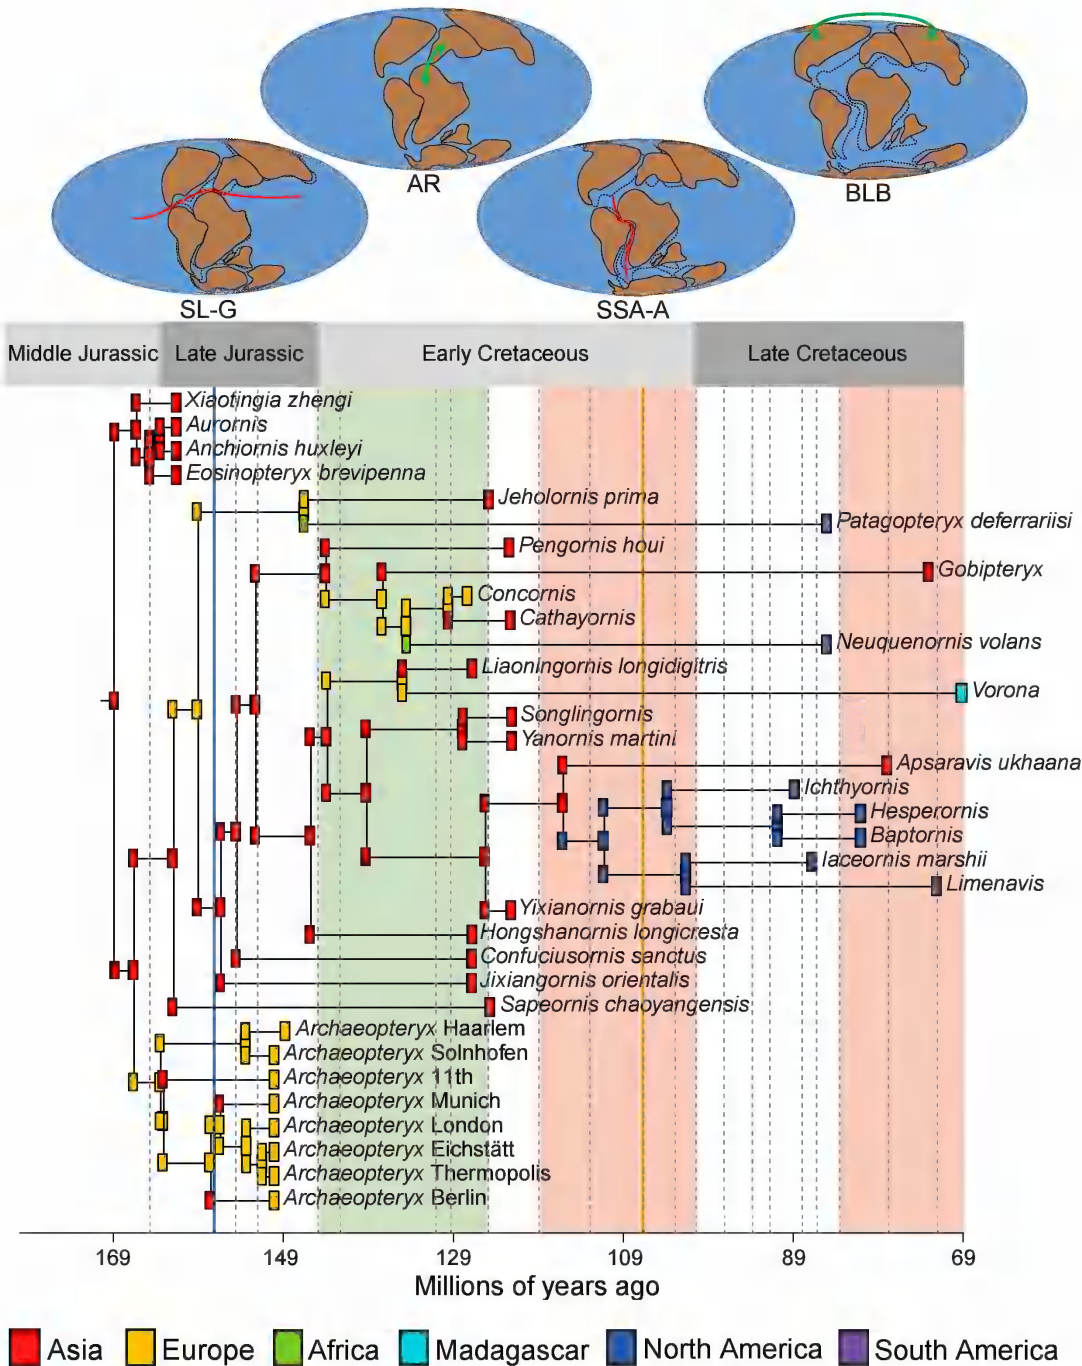 AR
BLB
SL-G
SSA-A
Middle Jurassic
Late Jurassic
Early Cretaceous
Late Cretaceous
Xiaotingia zhengi
Aurornis
Anchiornis huxleyi
Eosinopteryx brevipenna
Jeholornis prima
Patagopteryx deferrariisi
Pengornis houi
Gobipteryx
Concornis
Cathayornis
Neuquenornis volans
Liaoningornis longidigitris
Vorona
Songlingornis
Yanornis martini
Apsaravis ukhaana
Ichthyornis
Hesperornis
Baptornis
Iaceornis marshii
Limenavis
Yixianornis grabaui
Hongshanornis longicresta
Confuciusornis sanctus
Jixiangornis orientalis
Sapeornis chaoyangensis
Archaeopteryx Haarlem
Archaeopteryx Solnhofen
Archaeopteryx 11th
Archaeopteryx Munich
Archaeopteryx London
Archaeopteryx Eichstätt
Archaeopteryx Thermopolis
Archaeopteryx Berlin
169 149 129 109 89 69
Millions of years ago
Asia Europe Africa Madagascar North America South America